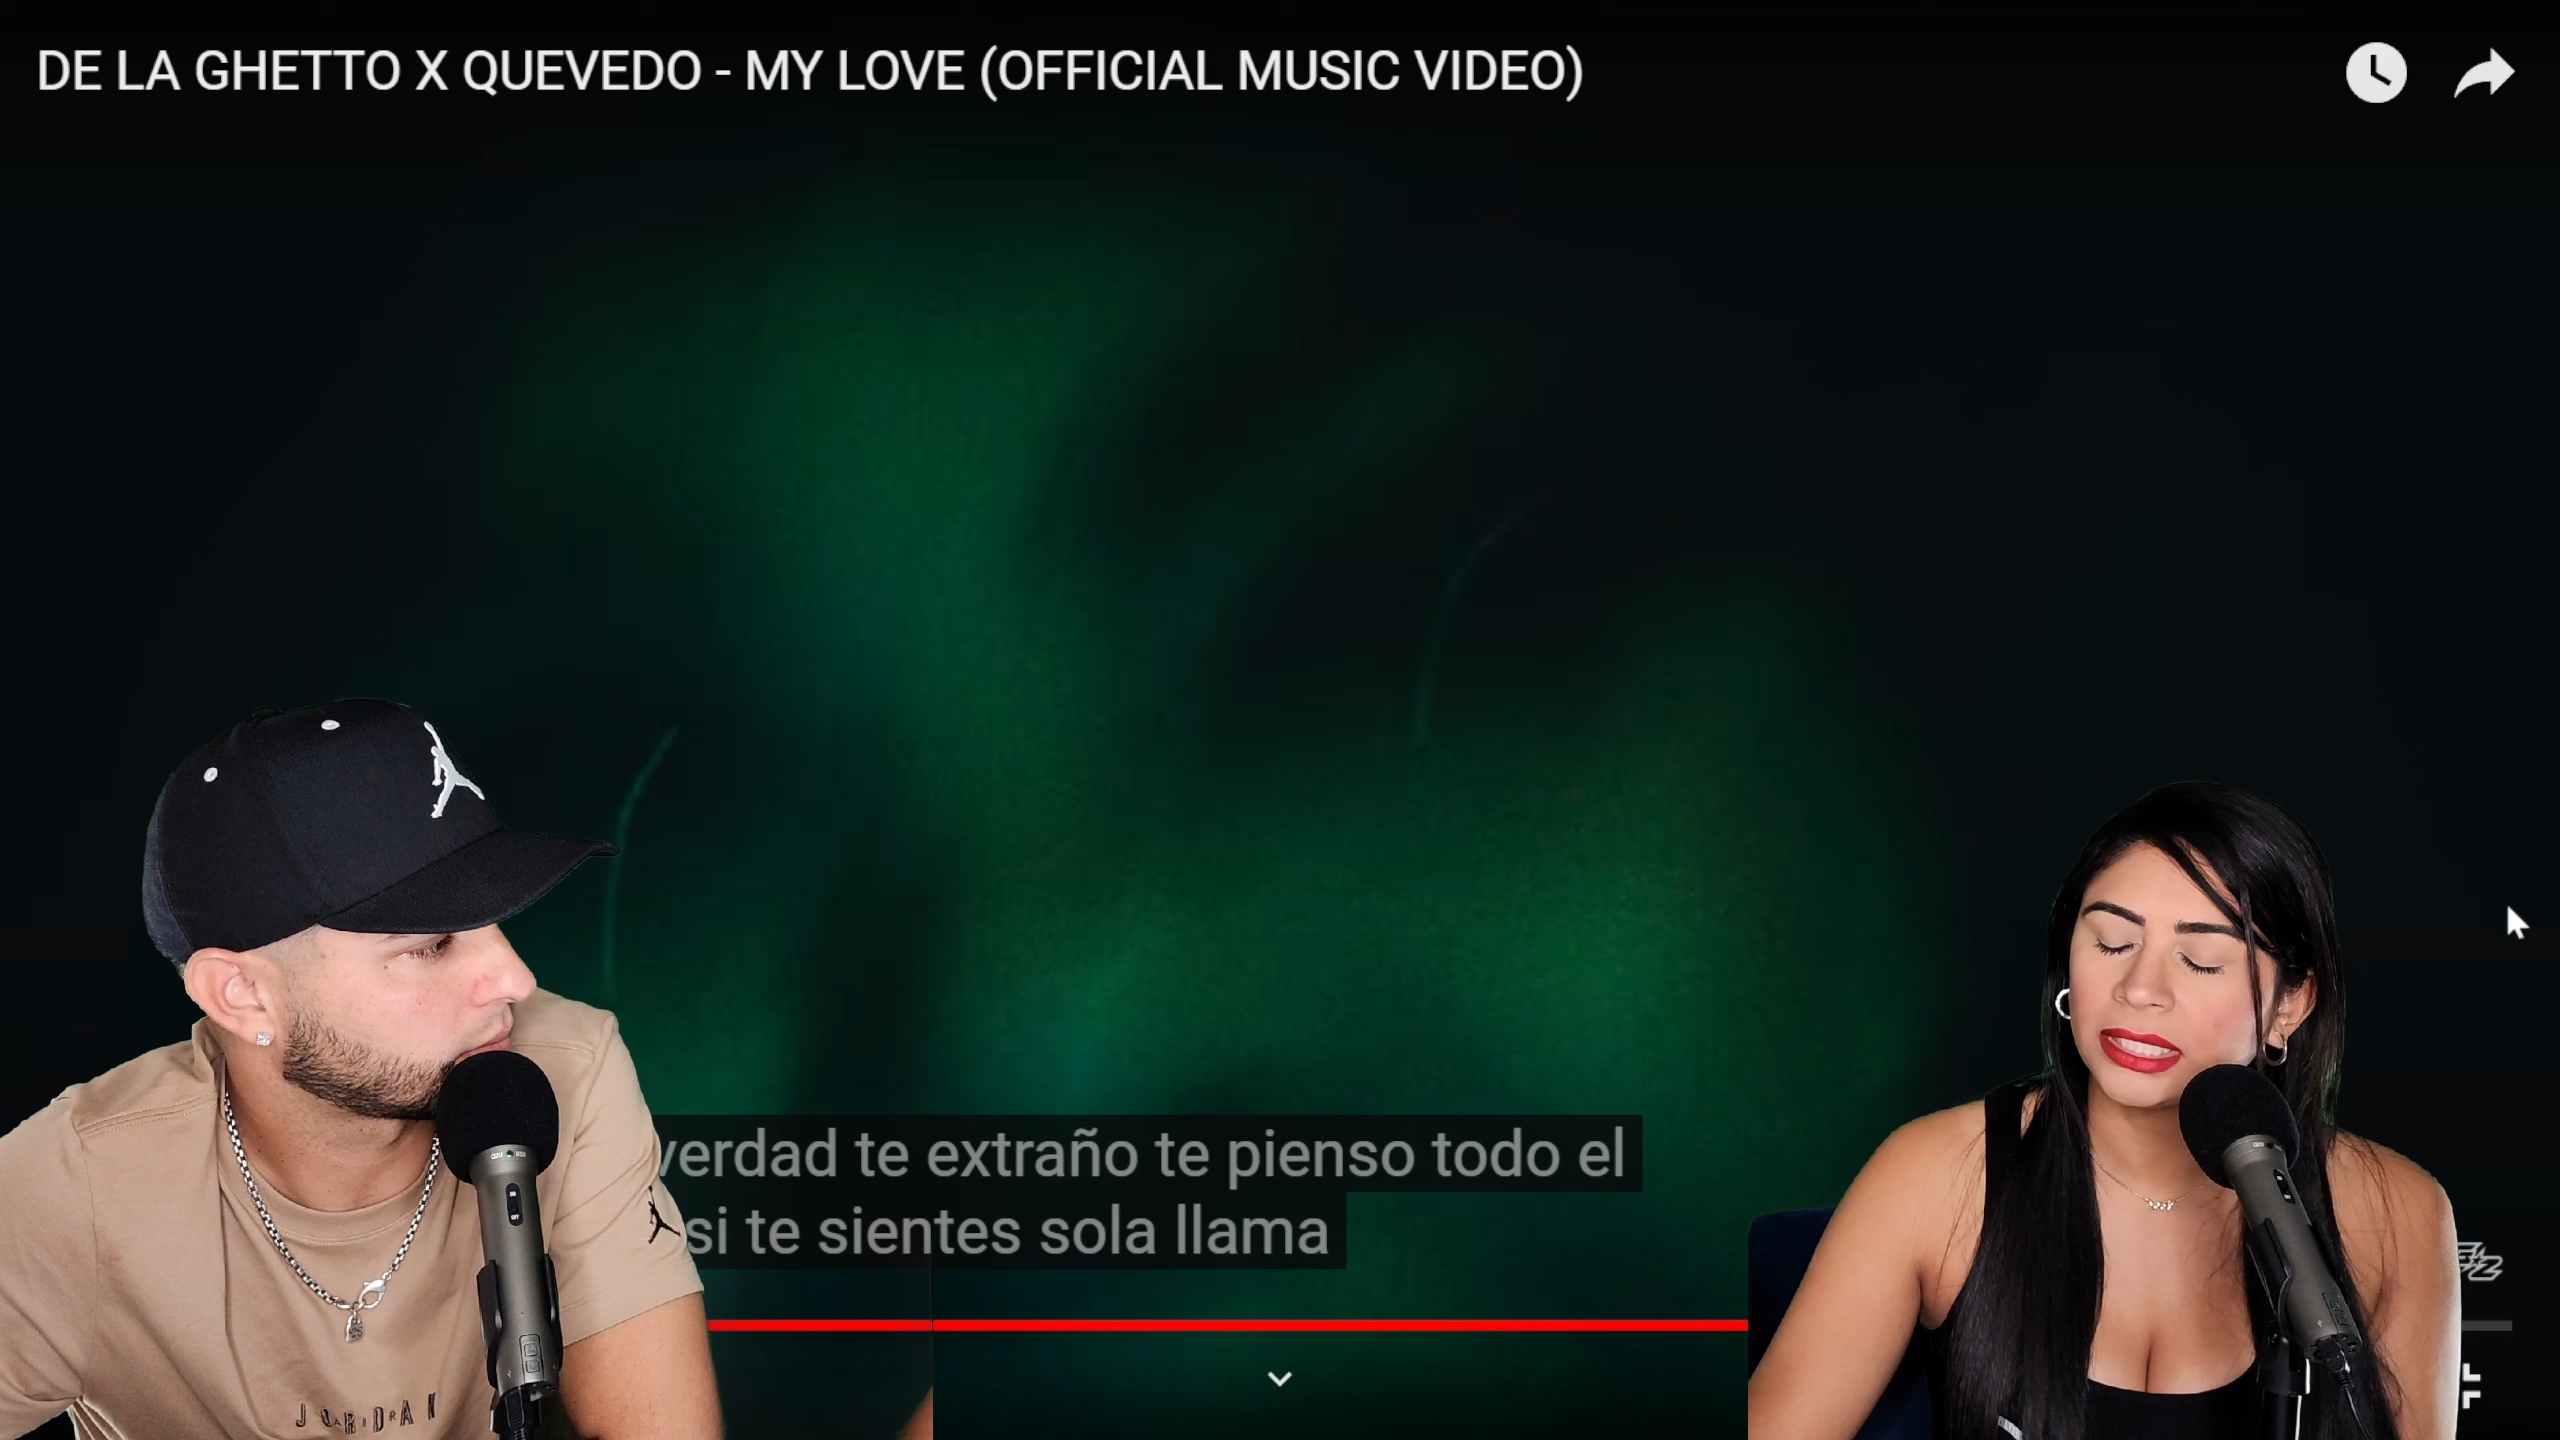 DE LA GHETTO X QUEVEDO - MY LOVE (OFFICIAL MUSIC VIDEO)
verdad te extraño te pienso todo el
si te sientes sola llama
JORDAN